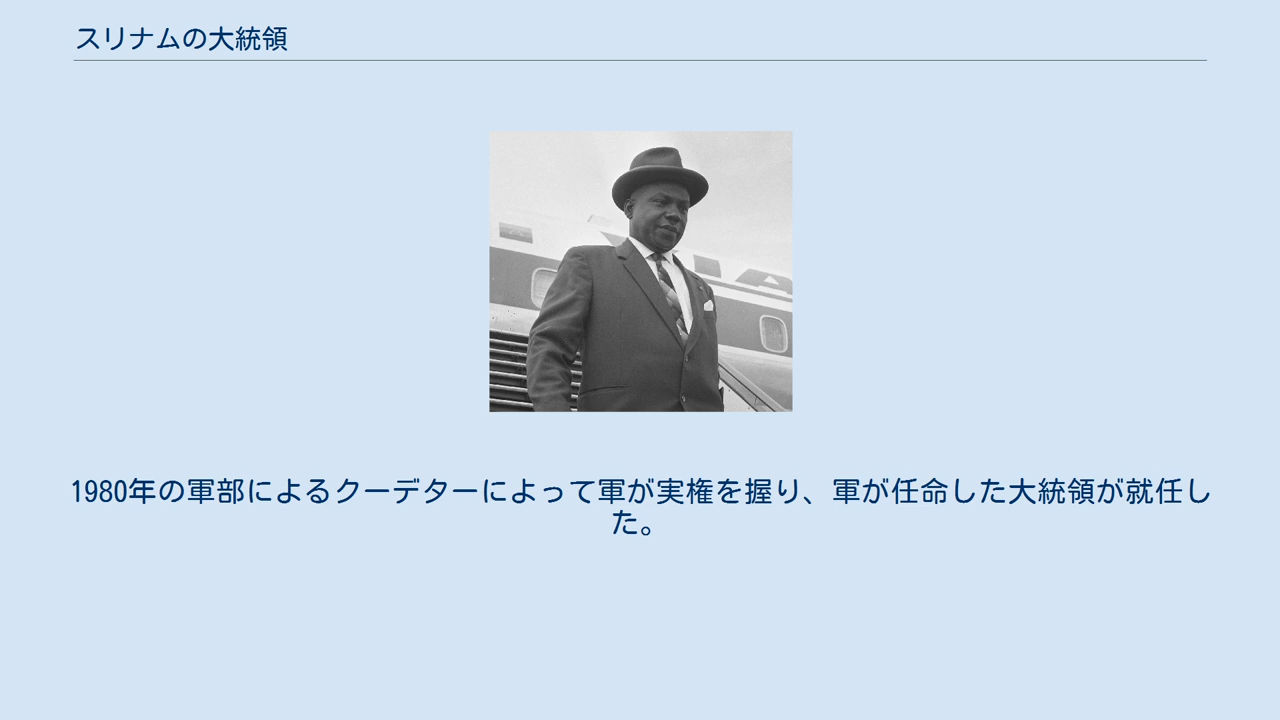 スリナムの大統領
1980年の軍部によるクーデターによって軍が実権を握り、軍が任命した大統領が就任し
た。